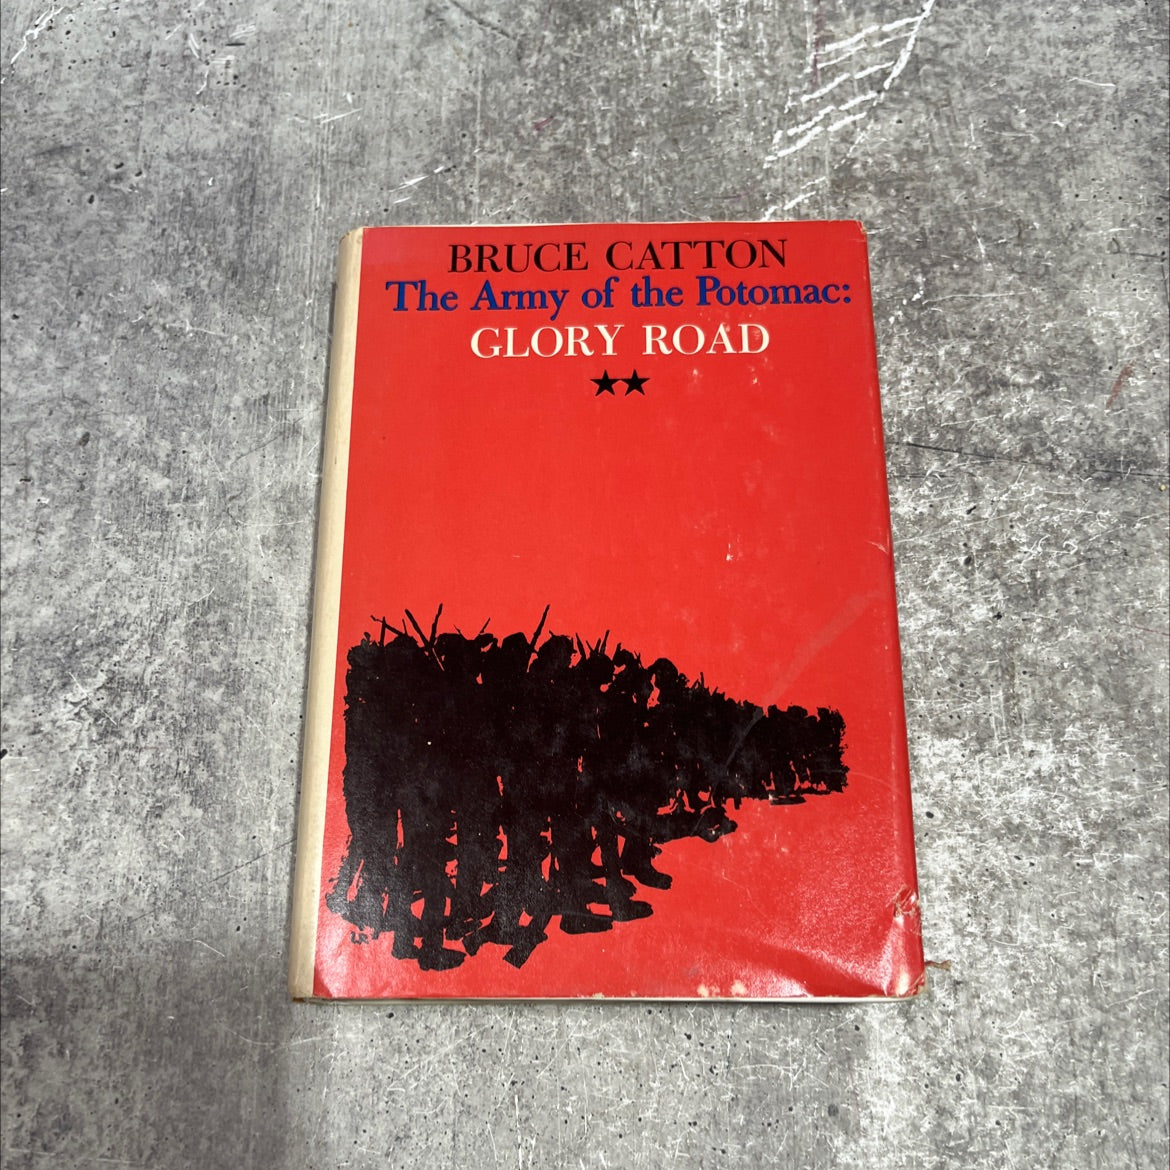 BRUCE CATTON
The Army of the Potomac:
GLORY ROAD
★★